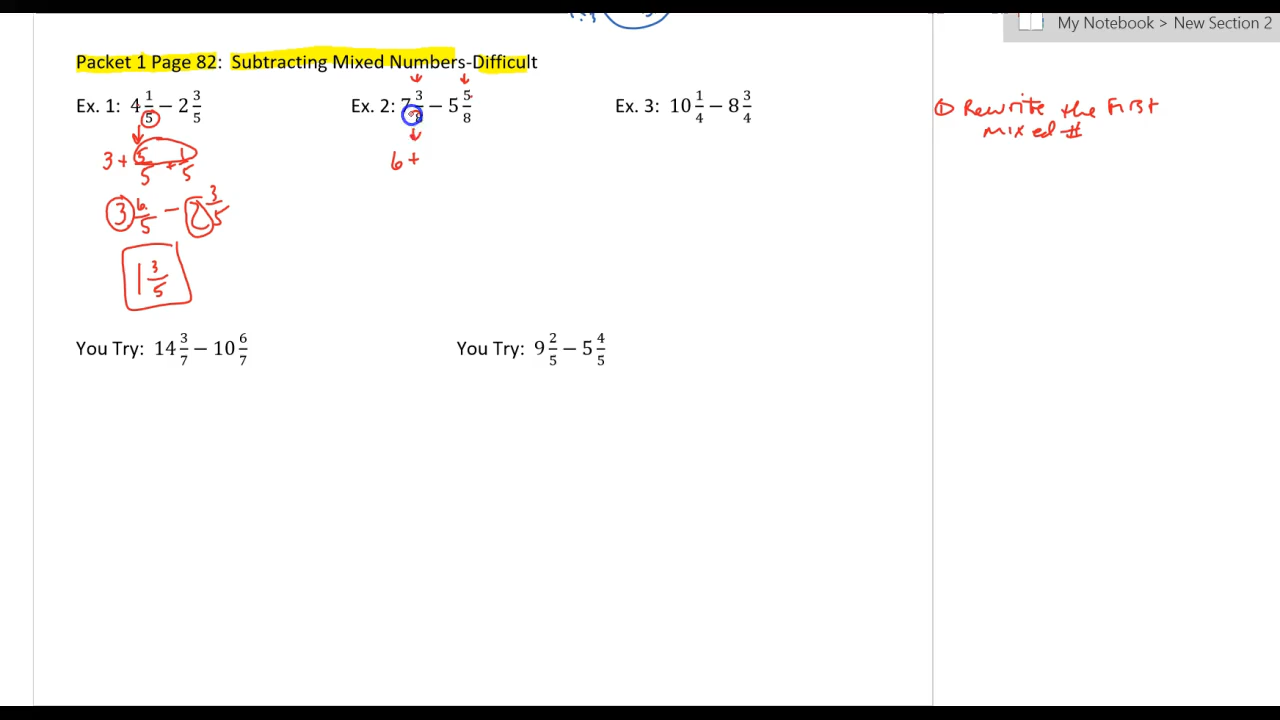 My Notebook > New Section 2
Packet 1 Page 82: Subtracting Mixed Numbers-Difficult
Ex. 1: 4 1/5 − 2 3/5
Ex. 2: 7 3/8 − 5 5/8
Ex. 3: 10 1/4 − 8 3/4
① Rewrite the First
mixed #
3 + 5/5 + 1/5
6 +
3 6/5 − 2 3/5
1 3/5
You Try: 14 3/7 − 10 6/7
You Try: 9 2/5 − 5 4/5